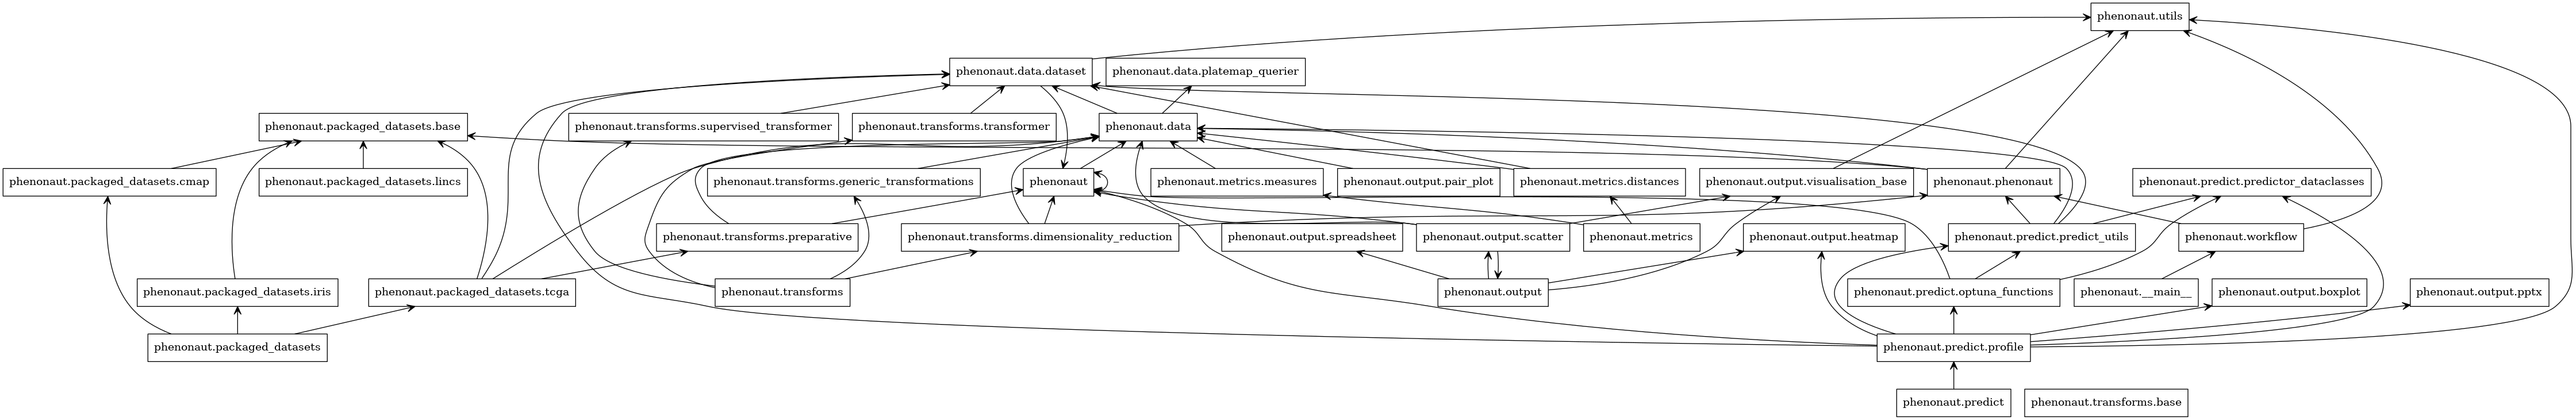 phenonaut.utils
phenonaut.data.dataset
phenonaut.data.platemap_querier
phenonaut.packaged_datasets.base
phenonaut.transforms.supervised_transformer
phenonaut.transforms.transformer
phenonaut.data
phenonaut.packaged_datasets.cmap
phenonaut.packaged_datasets.lincs
phenonaut.transforms.generic_transformations
phenonaut
phenonaut.metrics.measures
phenonaut.output.pair_plot
phenonaut.metrics.distances
phenonaut.output.visualisation_base
phenonaut.phenonaut
phenonaut.predict.predictor_dataclasses
phenonaut.transforms.preparative
phenonaut.transforms.dimensionality_reduction
phenonaut.output.spreadsheet
phenonaut.output.scatter
phenonaut.metrics
phenonaut.output.heatmap
phenonaut.predict.predict_utils
phenonaut.workflow
phenonaut.packaged_datasets.iris
phenonaut.packaged_datasets.tcga
phenonaut.transforms
phenonaut.output
phenonaut.predict.optuna_functions
phenonaut.__main__
phenonaut.output.boxplot
phenonaut.output.pptx
phenonaut.packaged_datasets
phenonaut.predict.profile
phenonaut.predict
phenonaut.transforms.base